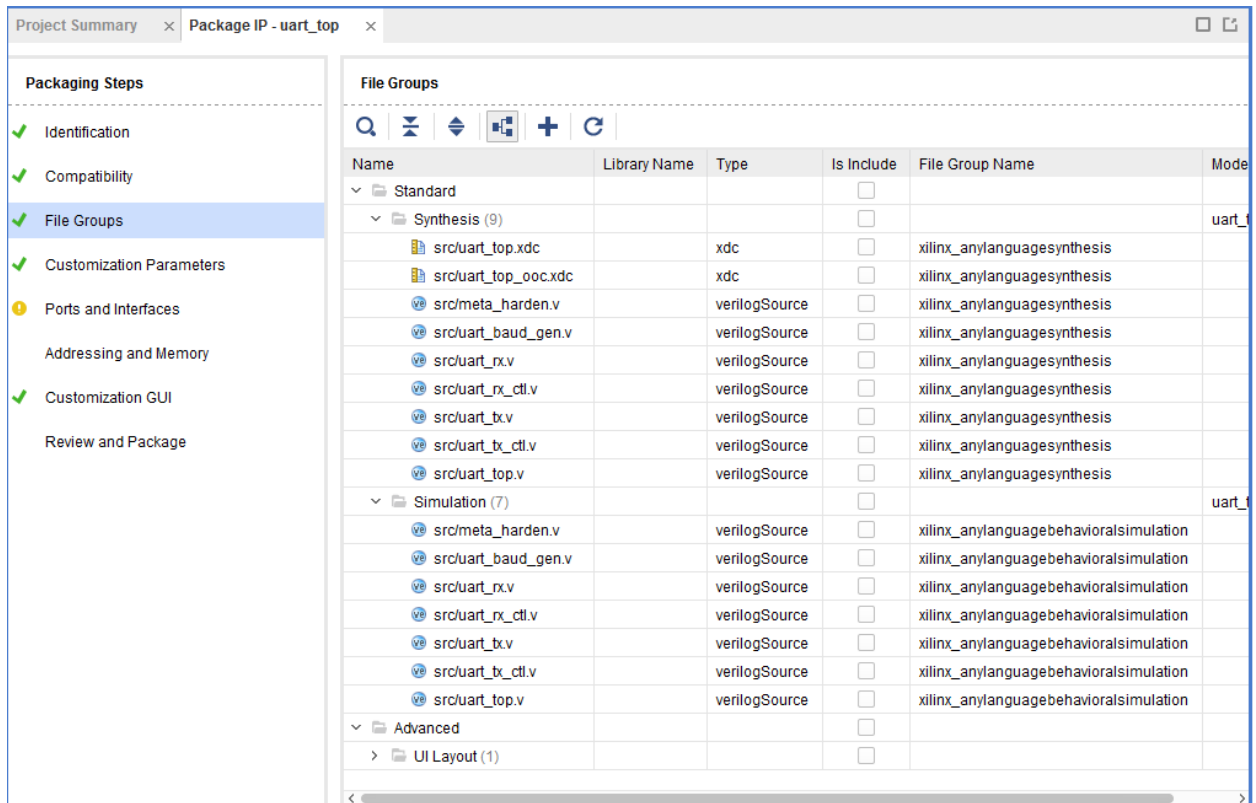 Project Summary
Package IP - uart_top
Packaging Steps
Identification
Compatibility
File Groups
Customization Parameters
Ports and Interfaces
Addressing and Memory
Customization GUI
Review and Package
File Groups
Name Library Name Type Is Include File Group Name Mode
Standard
Synthesis (9) uart_t
src/uart_top.xdc xdc xilinx_anylanguagesynthesis
src/uart_top_ooc.xdc xdc xilinx_anylanguagesynthesis
src/meta_harden.v verilogSource xilinx_anylanguagesynthesis
src/uart_baud_gen.v verilogSource xilinx_anylanguagesynthesis
src/uart_rx.v verilogSource xilinx_anylanguagesynthesis
src/uart_rx_ctl.v verilogSource xilinx_anylanguagesynthesis
src/uart_tx.v verilogSource xilinx_anylanguagesynthesis
src/uart_tx_ctl.v verilogSource xilinx_anylanguagesynthesis
src/uart_top.v verilogSource xilinx_anylanguagesynthesis
Simulation (7) uart_t
src/meta_harden.v verilogSource xilinx_anylanguagebehavioralsimulation
src/uart_baud_gen.v verilogSource xilinx_anylanguagebehavioralsimulation
src/uart_rx.v verilogSource xilinx_anylanguagebehavioralsimulation
src/uart_rx_ctl.v verilogSource xilinx_anylanguagebehavioralsimulation
src/uart_tx.v verilogSource xilinx_anylanguagebehavioralsimulation
src/uart_tx_ctl.v verilogSource xilinx_anylanguagebehavioralsimulation
src/uart_top.v verilogSource xilinx_anylanguagebehavioralsimulation
Advanced
UI Layout (1)